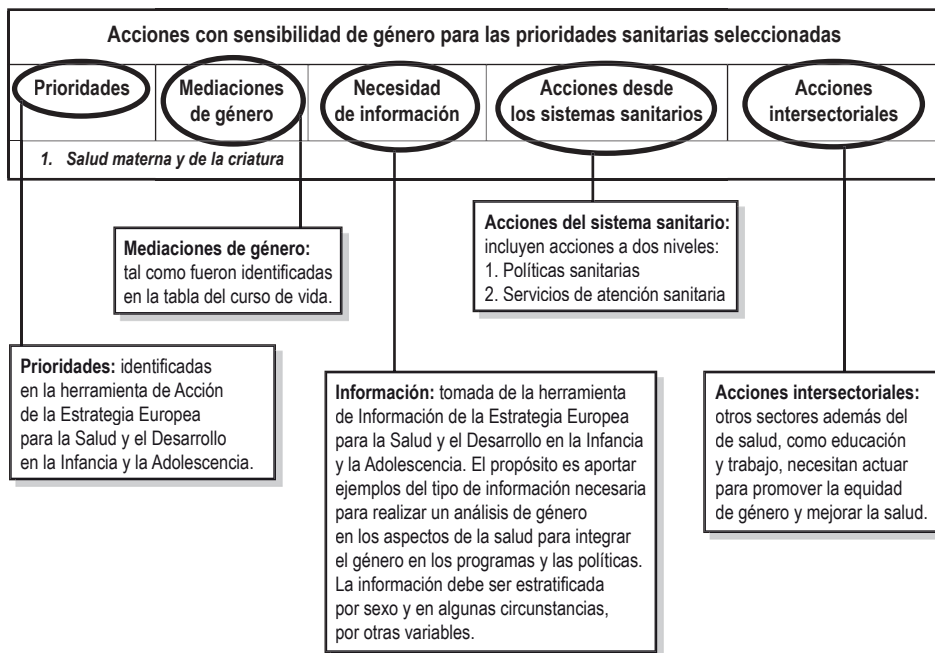 Acciones con sensibilidad de género para las prioridades sanitarias seleccionadas
Prioridades
Mediaciones
de género
Necesidad
de información
Acciones desde
los sistemas sanitarios
Acciones
intersectoriales
1. Salud materna y de la criatura
Mediaciones de género:
tal como fueron identificadas
en la tabla del curso de vida.
Acciones del sistema sanitario:
incluyen acciones a dos niveles:
1. Políticas sanitarias
2. Servicios de atención sanitaria
Prioridades: identificadas
en la herramienta de Acción
de la Estrategia Europea
para la Salud y el Desarrollo
en la Infancia y la Adolescencia.
Información: tomada de la herramienta
de Información de la Estrategia Europea
para la Salud y el Desarrollo en la Infancia
y la Adolescencia. El propósito es aportar
ejemplos del tipo de información necesaria
para realizar un análisis de género
en los aspectos de la salud para integrar
el género en los programas y las políticas.
La información debe ser estratificada
por sexo y en algunas circunstancias,
por otras variables.
Acciones intersectoriales:
otros sectores además del
de salud, como educación
y trabajo, necesitan actuar
para promover la equidad
de género y mejorar la salud.